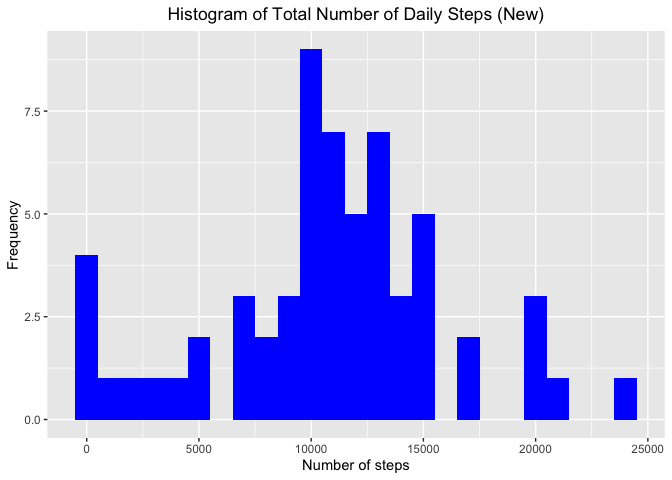 Histogram of Total Number of Daily Steps (New)
Frequency
7.5
5.0
2.5
0.0
0 5000 10000 15000 20000 25000
Number of steps